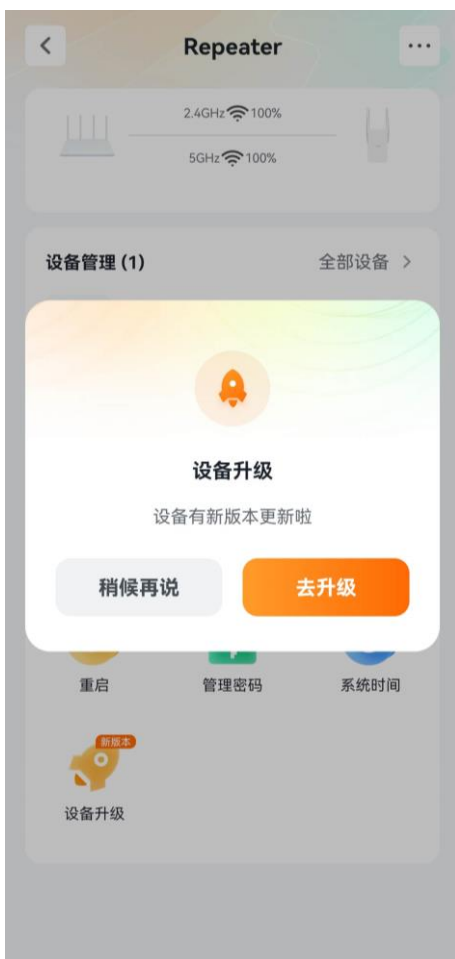 Repeater
2.4GHz 100%
5GHz 100%
设备管理 (1)
全部设备
设备升级
设备有新版本更新啦
稍候再说
去升级
重启
管理密码
系统时间
新版本
设备升级